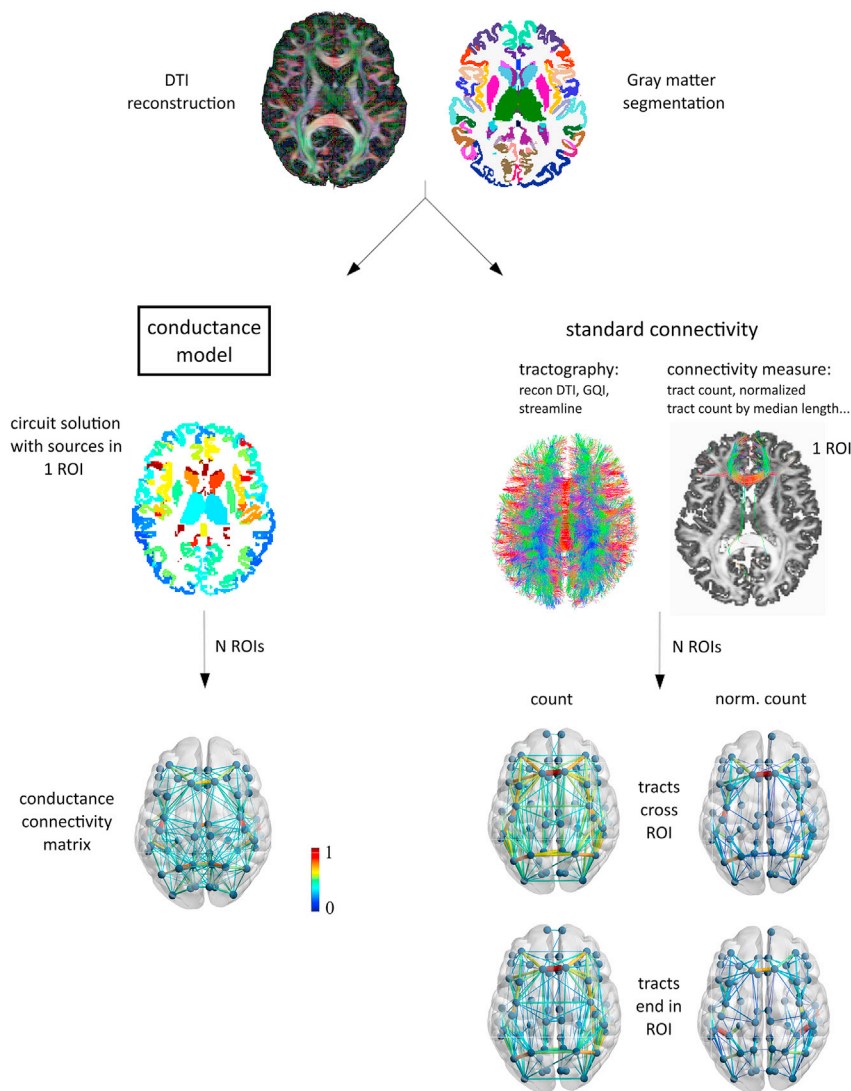 DTI
reconstruction
Gray matter
segmentation
conductance
model
standard connectivity
tractography:
recon DTI, GQI,
streamline
connectivity measure:
tract count, normalized
tract count by median length...
circuit solution
with sources in
1 ROI
1 ROI
N ROIs
N ROIs
count
norm. count
conductance
connectivity
matrix
1
0
tracts
cross
ROI
tracts
end in
ROI